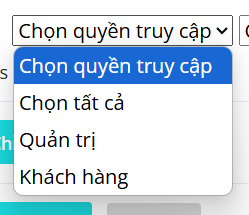 Chọn quyền truy cập
Chọn quyền truy cập
Chọn tất cả
Quản trị
Khách hàng